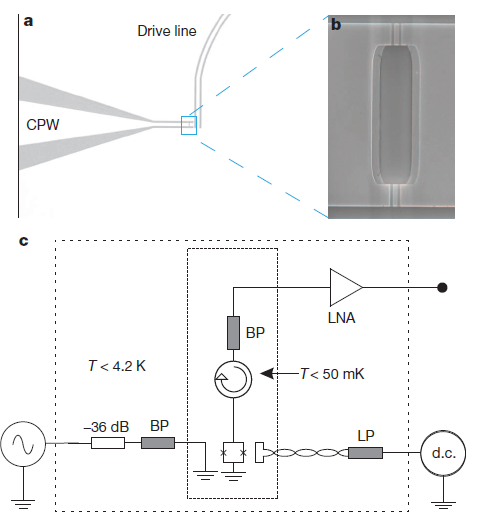 a
Drive line
b
CPW
c
BP
LNA
T < 4.2 K
T < 50 mK
–36 dB
BP
LP
d.c.